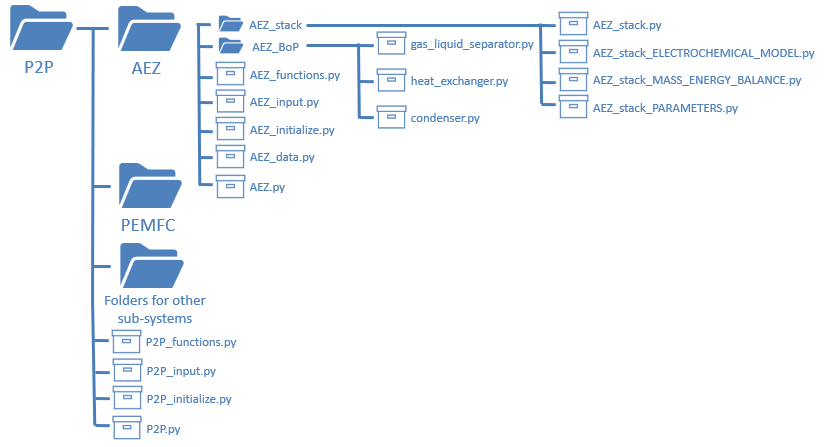 P2P
AEZ
AEZ_stack
AEZ_BoP
AEZ_functions.py
AEZ_input.py
AEZ_initialize.py
AEZ_data.py
AEZ.py
gas_liquid_separator.py
heat_exchanger.py
condenser.py
AEZ_stack.py
AEZ_stack_ELECTROCHEMICAL_MODEL.py
AEZ_stack_MASS_ENERGY_BALANCE.py
AEZ_stack_PARAMETERS.py
PEMFC
Folders for other
sub-systems
P2P_functions.py
P2P_input.py
P2P_initialize.py
P2P.py